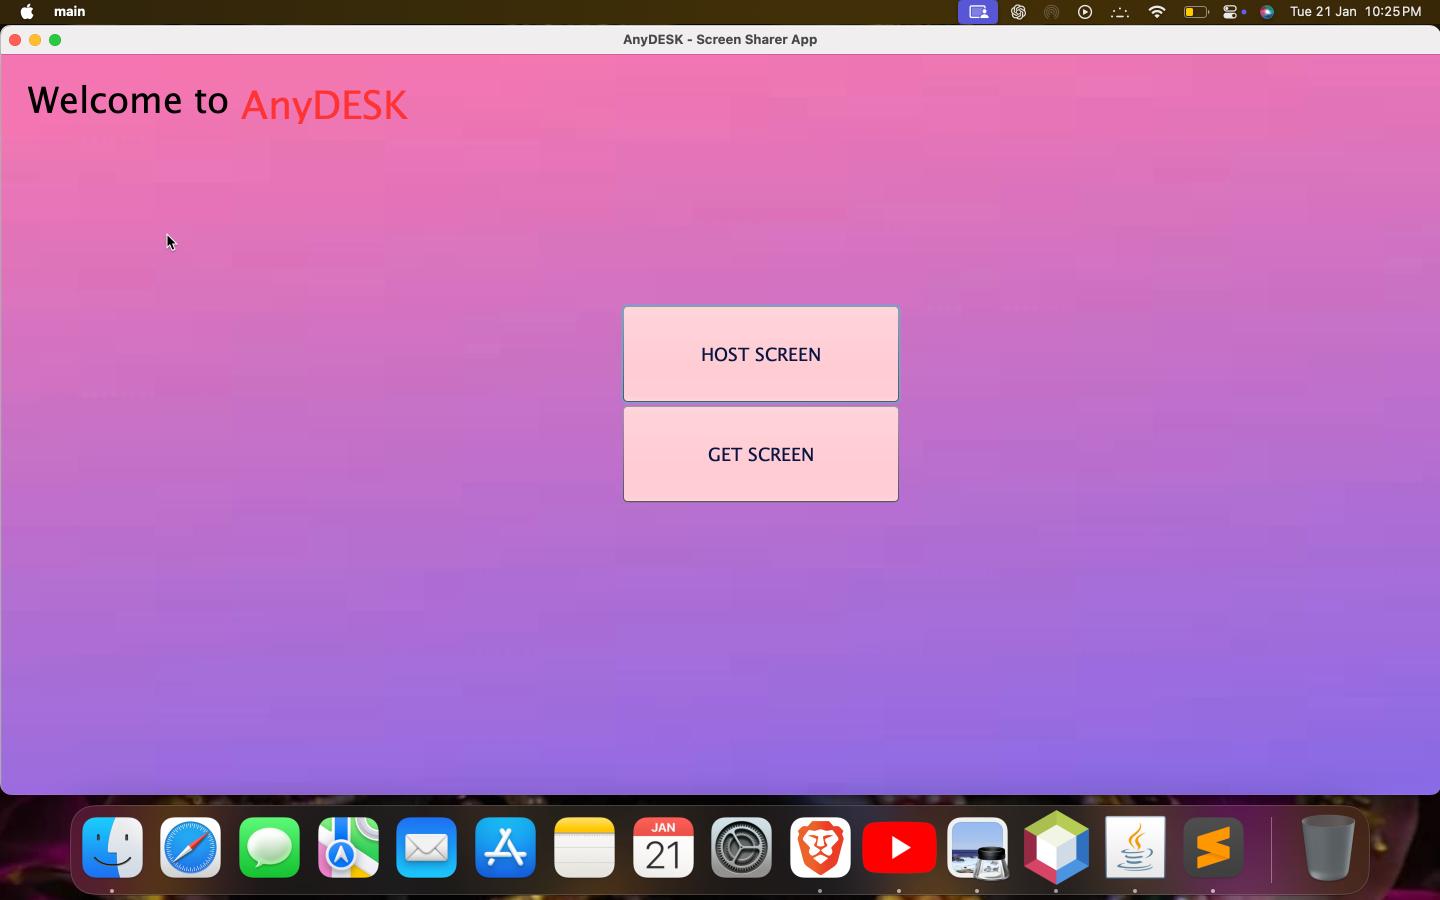 main
Tue 21 Jan 10:25 PM
AnyDESK - Screen Sharer App
Welcome to AnyDESK
HOST SCREEN
GET SCREEN
JAN
21